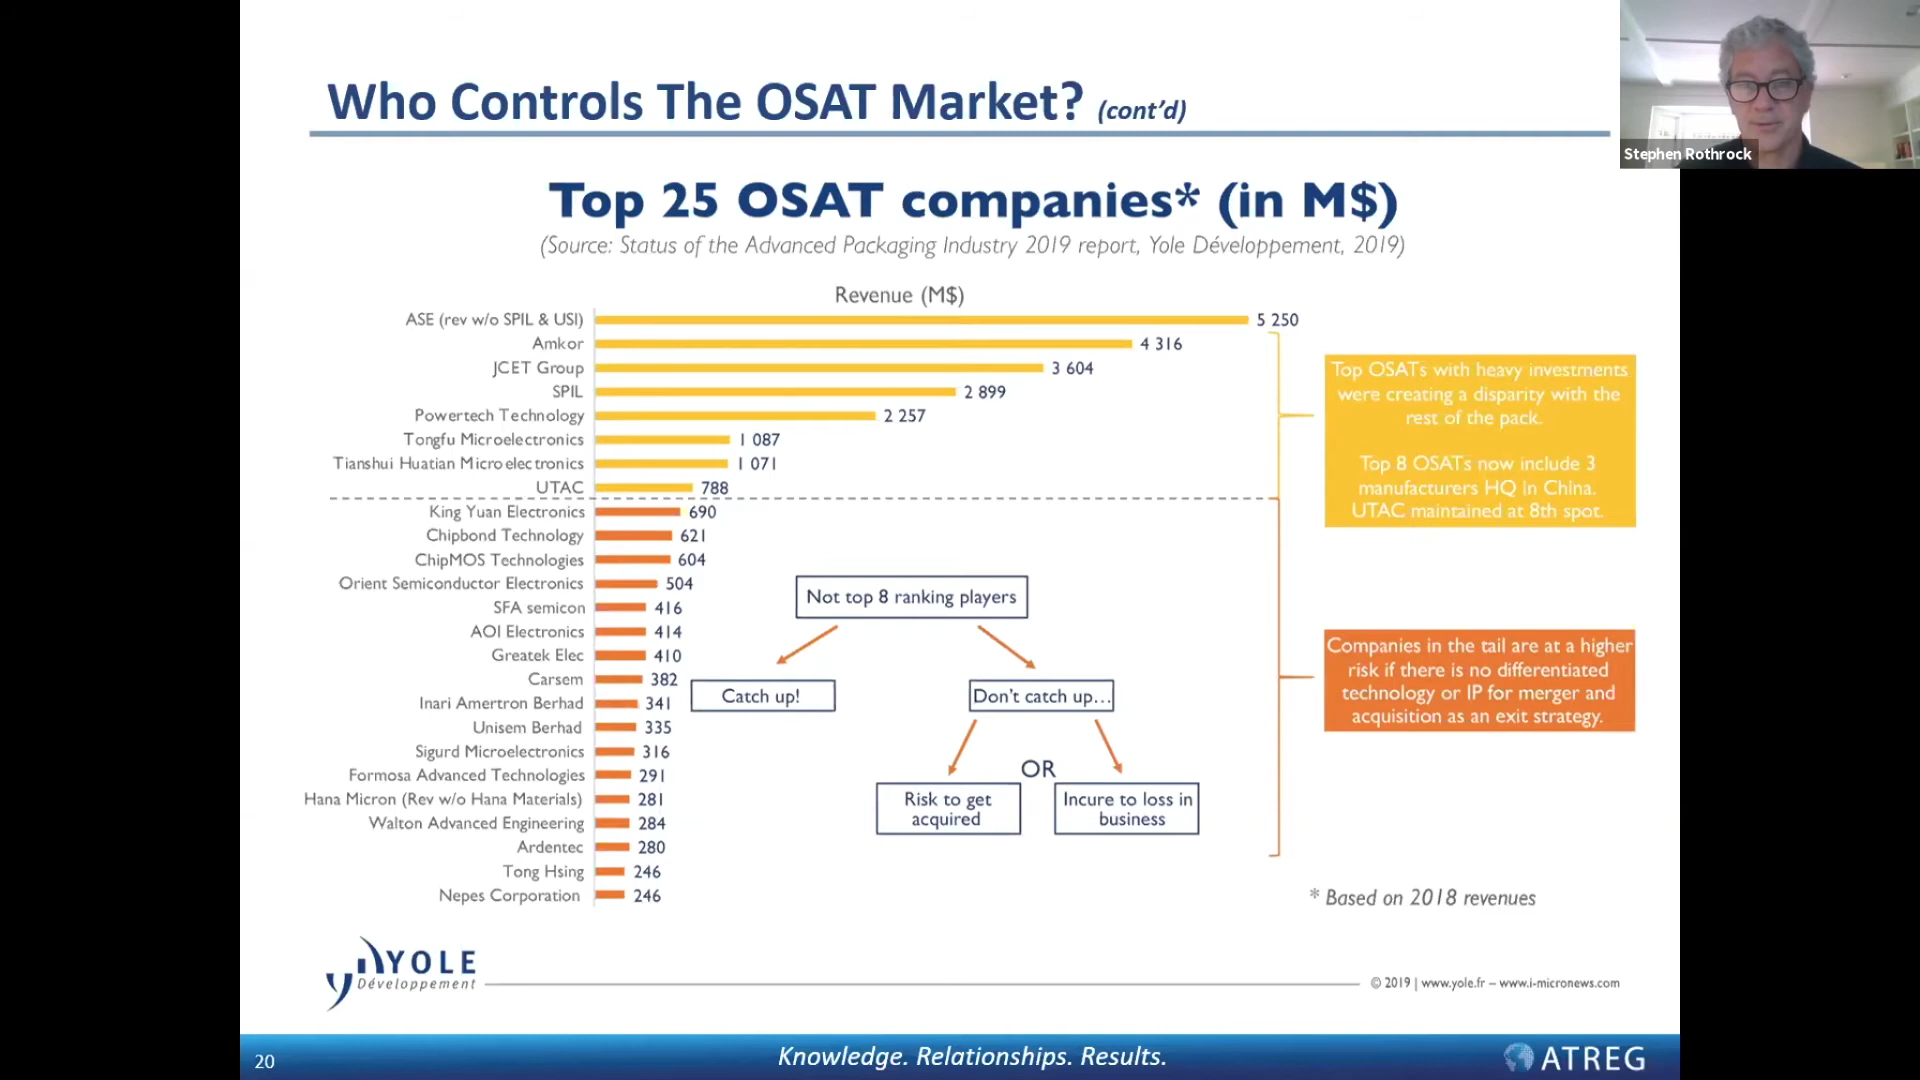 Who Controls The OSAT Market? (cont'd)
Stephen Rothrock
Top 25 OSAT companies* (in M$)
(Source: Status of the Advanced Packaging Industry 2019 report, Yole Développement, 2019)
Revenue (M$)
ASE (rev w/o SPIL & USI) 5 250
Amkor 4 316
JCET Group 3 604
SPIL 2 899
Powertech Technology 2 257
Tongfu Microelectronics 1 087
Tianshui Huatian Microelectronics 1 071
UTAC 788
King Yuan Electronics 690
Chipbond Technology 621
ChipMOS Technologies 604
Orient Semiconductor Electronics 504
SFA semicon 416
AOI Electronics 414
Greatek Elec 410
Carsem 382
Inari Amertron Berhad 341
Unisem Berhad 335
Sigurd Microelectronics 316
Formosa Advanced Technologies 291
Hana Micron (Rev w/o Hana Materials) 281
Walton Advanced Engineering 284
Ardentec 280
Tong Hsing 246
Nepes Corporation 246
Top OSATs with heavy investments
were creating a disparity with the
rest of the pack.
Top 8 OSATs now include 3
manufacturers HQ in China.
UTAC maintained at 8th spot.
Not top 8 ranking players
Catch up!
Don't catch up...
OR
Risk to get
acquired
Incure to loss in
business
Companies in the tail are at a higher
risk if there is no differentiated
technology or IP for merger and
acquisition as an exit strategy.
* Based on 2018 revenues
YOLE
Développement
© 2019 | www.yole.fr – www.i-micronews.com
20
Knowledge. Relationships. Results.
ATREG